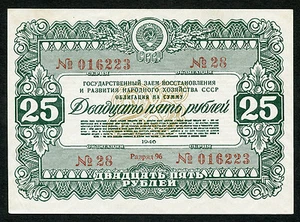 № 016223 № 28
ГОСУДАРСТВЕННЫЙ ЗАЕМ ВОССТАНОВЛЕНИЯ
И РАЗВИТИЯ НАРОДНОГО ХОЗЯЙСТВА СССР
ОБЛИГАЦИЯ НА СУММУ
25 Двадцать пять рублей 25
1946
№ 28 Разряд 96 № 016223
ДВАДЦАТЬ ПЯТЬ
РУБЛЕЙ